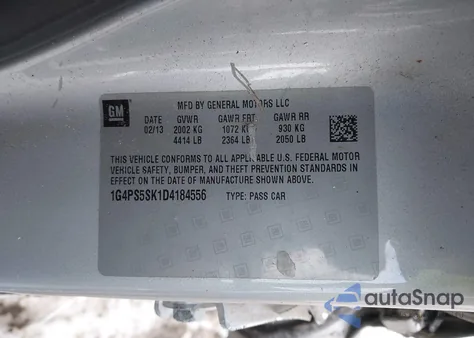 GM
MFD BY GENERAL MOTORS LLC
DATE GVWR GAWR FRT GAWR RR
02/13 2002 KG 1072 KG 930 KG
4414 LB 2364 LB 2050 LB
THIS VEHICLE CONFORMS TO ALL APPLICABLE U.S. FEDERAL MOTOR
VEHICLE SAFETY, BUMPER, AND THEFT PREVENTION STANDARDS IN
EFFECT ON THE DATE OF MANUFACTURE SHOWN ABOVE.
1G4PS5SK1D4184556 TYPE: PASS CAR
autoSnap